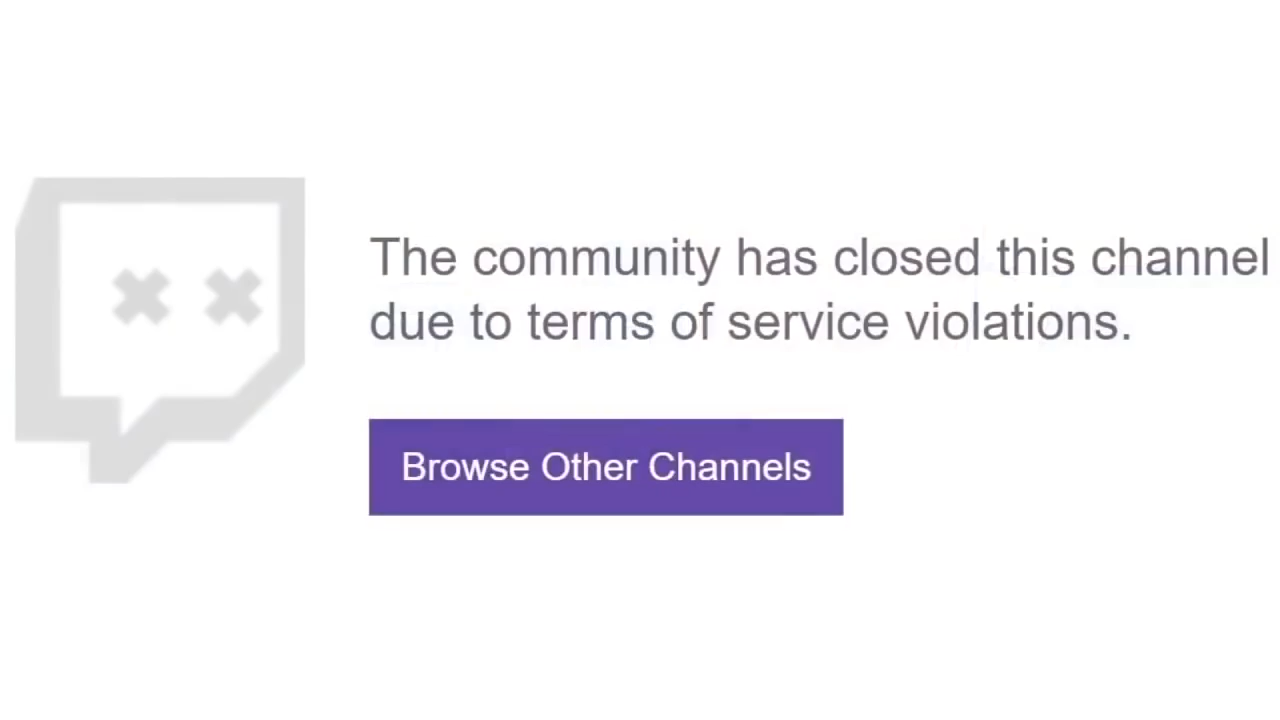 The community has closed this channel
due to terms of service violations.
Browse Other Channels